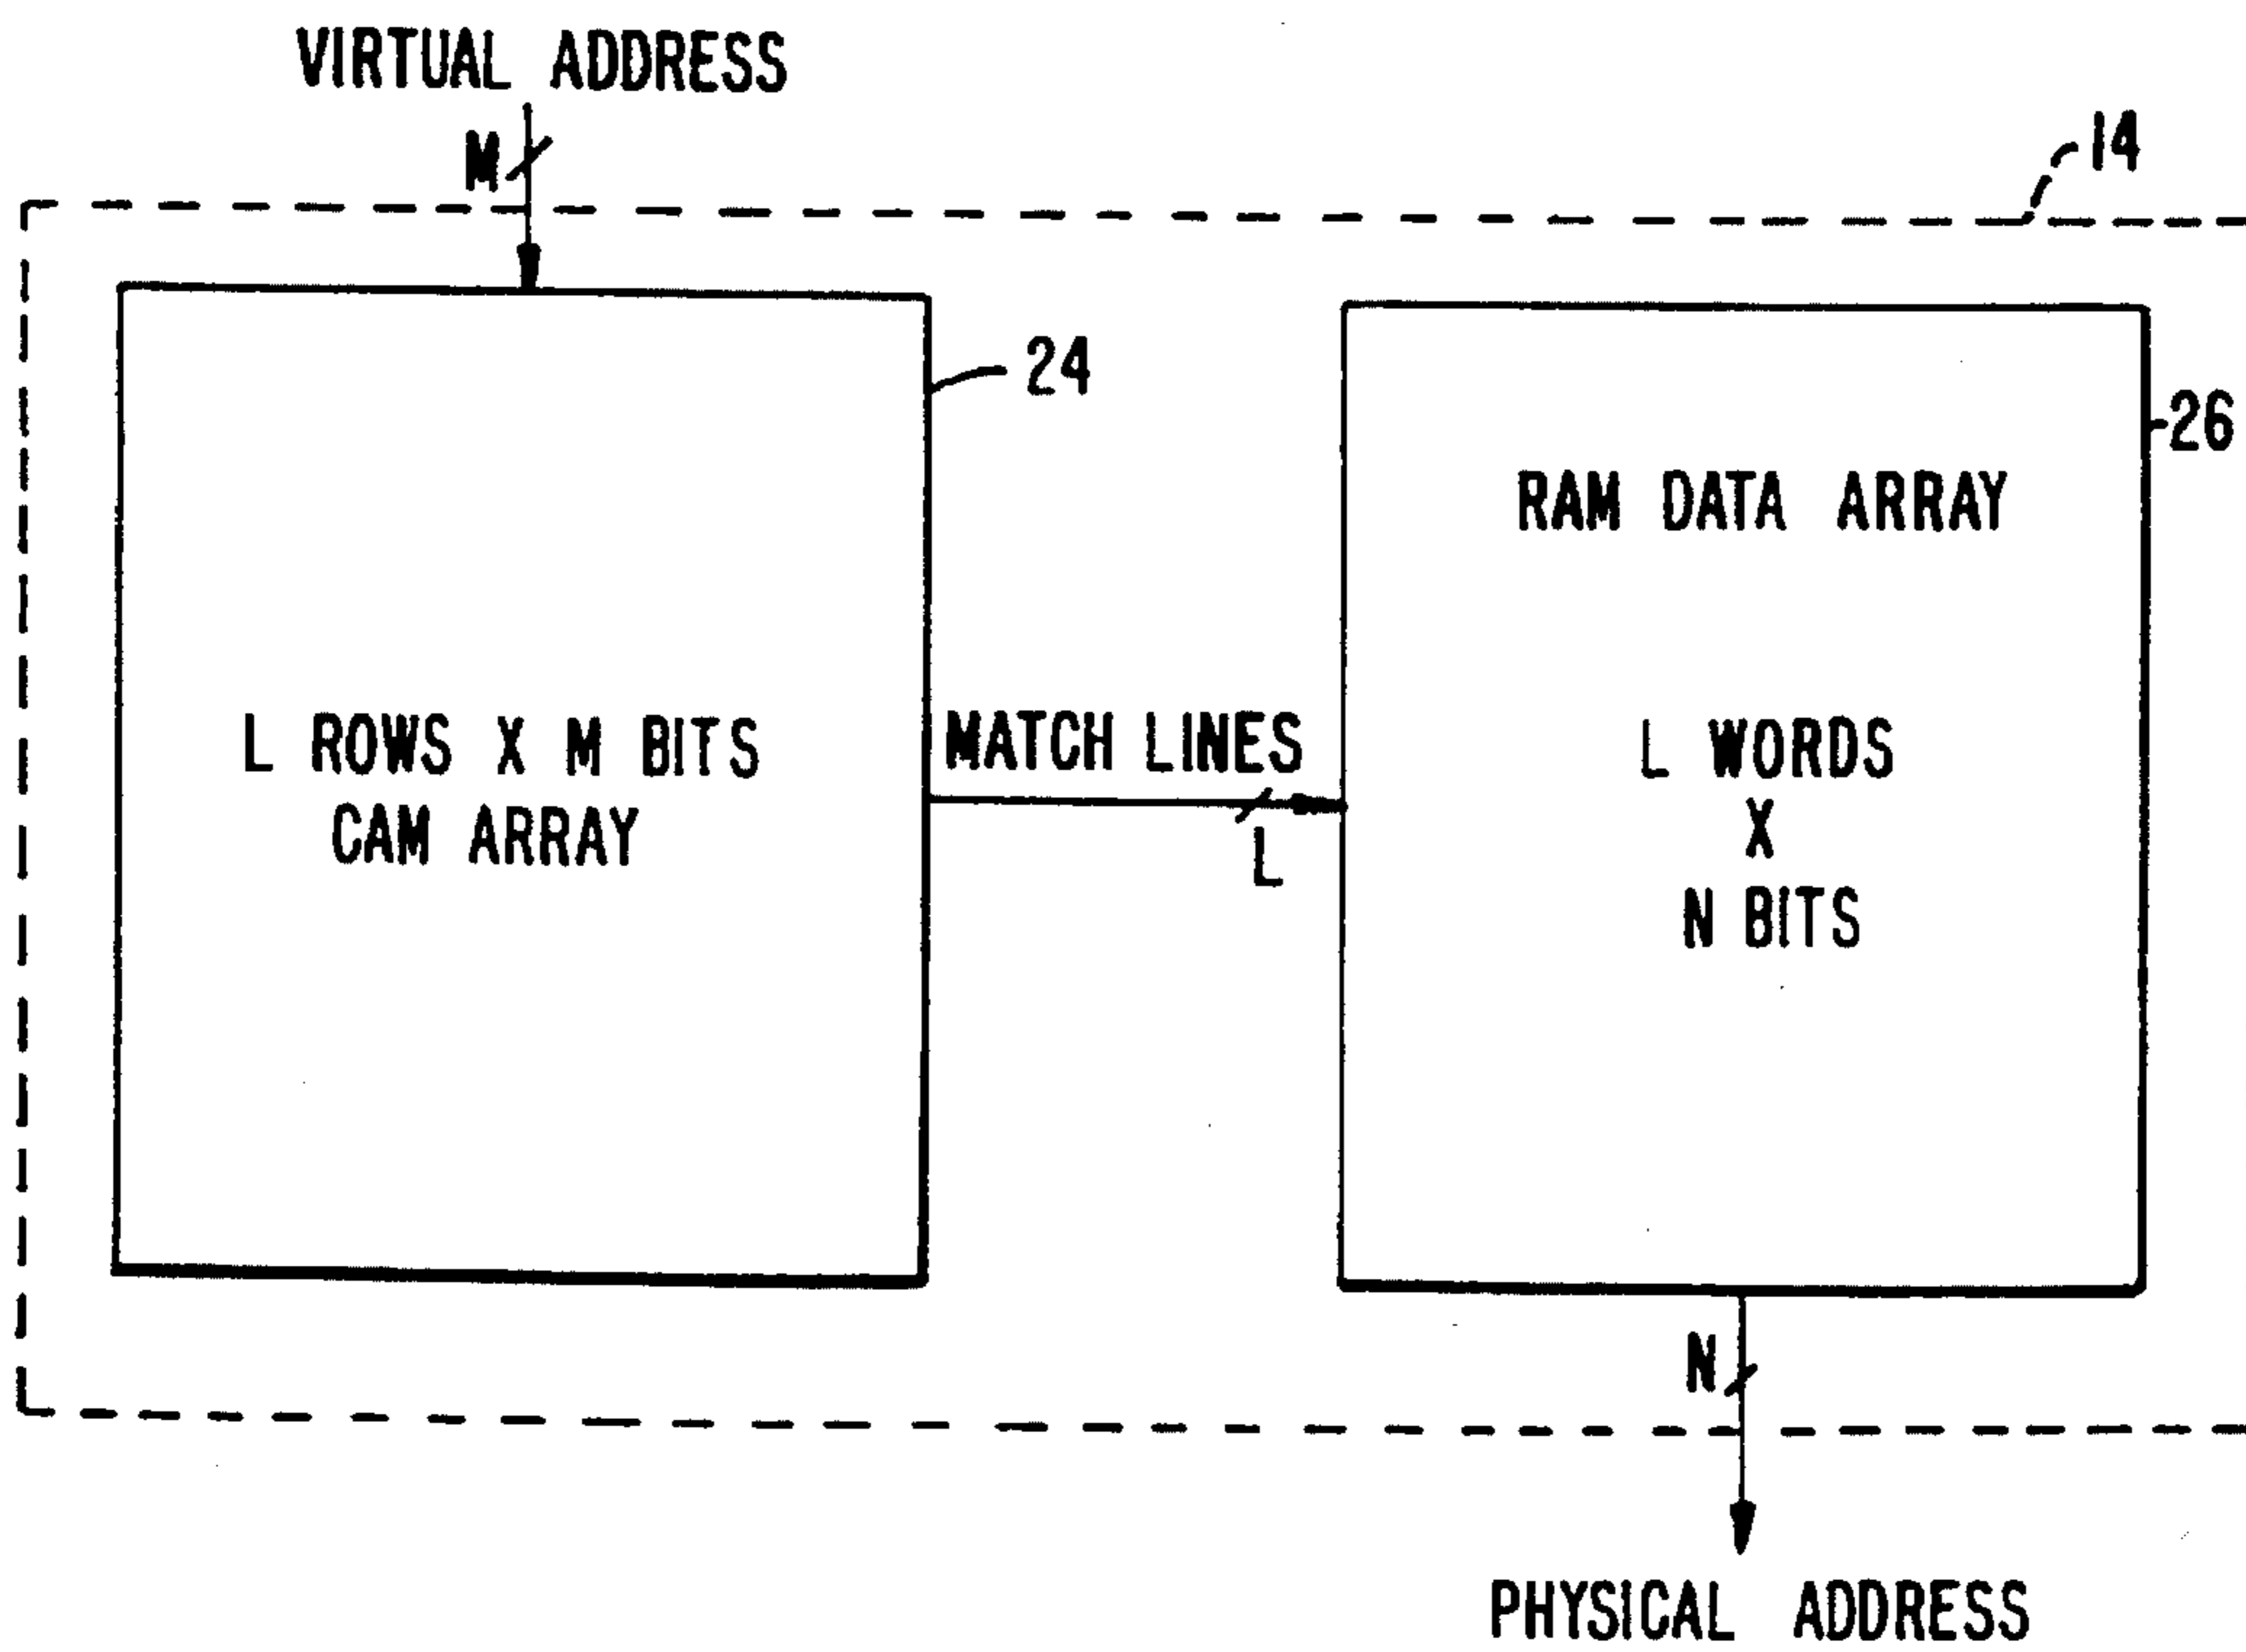 VIRTUAL ADDRESS
M
14
24
26
RAM DATA ARRAY
L ROWS X M BITS
CAM ARRAY
MATCH LINES
L
L WORDS
X
N BITS
N
PHYSICAL ADDRESS